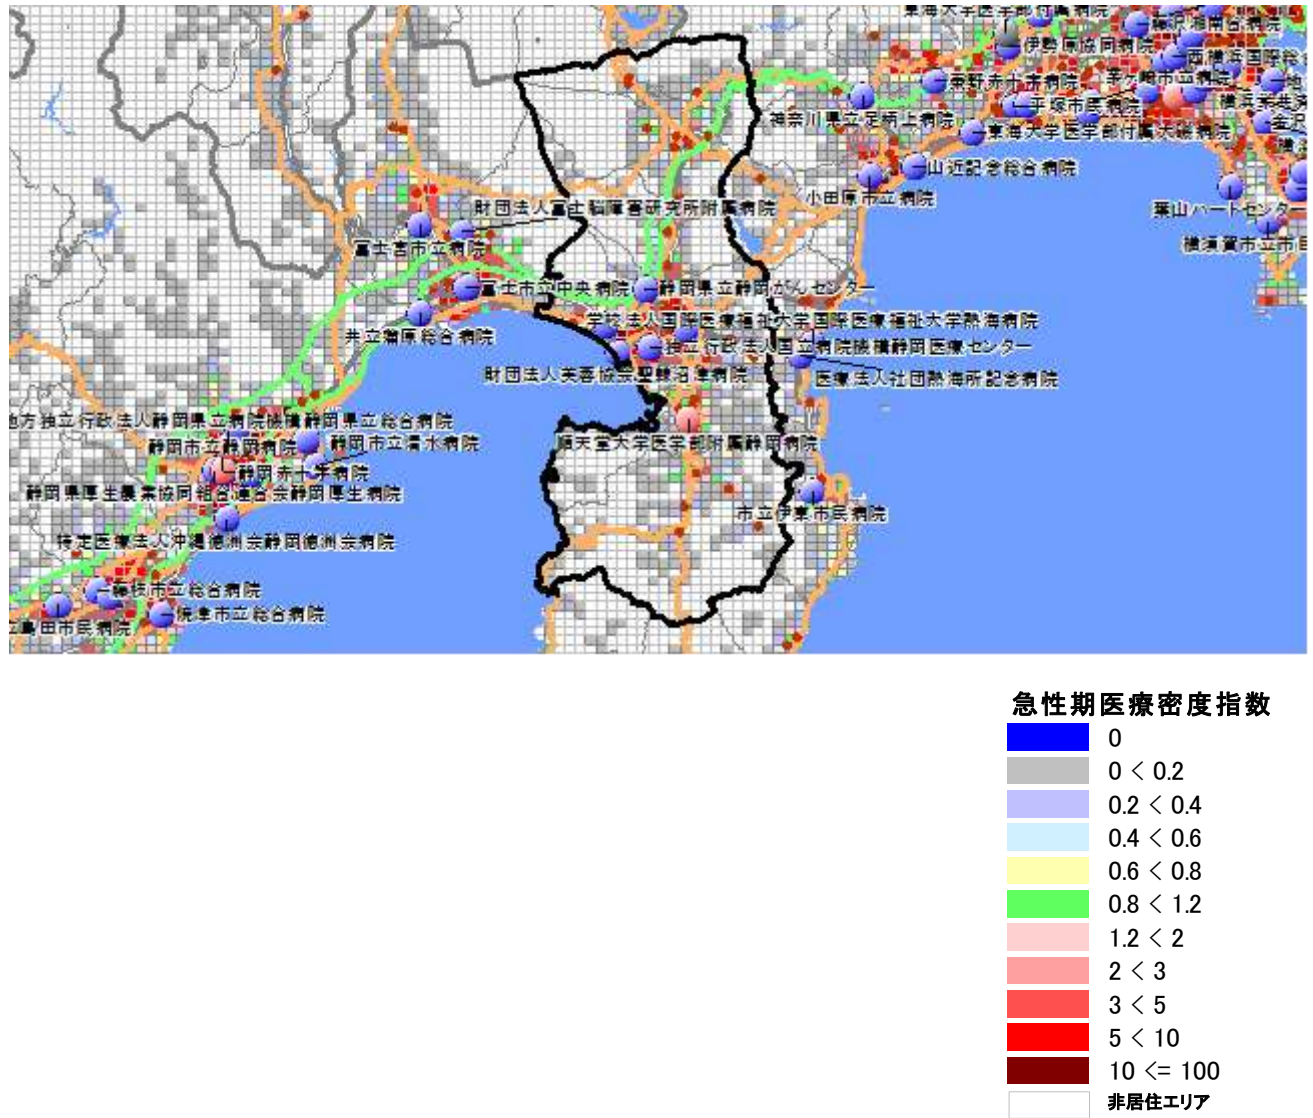 東海大学医学部付属病院
藤沢湘南台病院
伊勢原協同病院
西横浜国際総
秦野赤十字病院
茅ヶ崎市立病院
平塚市民病院
神奈川県立足柄上病院
東海大学医学部付属大磯病院
山近記念総合病院
小田原市立病院
葉山ハートセンター
横須賀市立市民
財団法人富士脳障害研究所附属病院
富士宮市立病院
富士市立中央病院
静岡県立静岡がんセンター
共立蒲原総合病院
学校法人国際医療福祉大学国際医療福祉大学熱海病院
独立行政法人国立病院機構静岡医療センター
財団法人芙蓉協会聖隷沼津病院
医療法人社団熱海所記念病院
地方独立行政法人静岡県立病院機構静岡県立総合病院
静岡市立静岡病院
静岡市立清水病院
順天堂大学医学部附属静岡病院
静岡赤十字病院
静岡県厚生農業協同組合連合会静岡厚生病院
市立伊東市民病院
特定医療法人沖縄徳洲会静岡徳洲会病院
藤枝市立総合病院
焼津市立総合病院
立島田市民病院
急性期医療密度指数
0
0 < 0.2
0.2 < 0.4
0.4 < 0.6
0.6 < 0.8
0.8 < 1.2
1.2 < 2
2 < 3
3 < 5
5 < 10
10 <= 100
非居住エリア